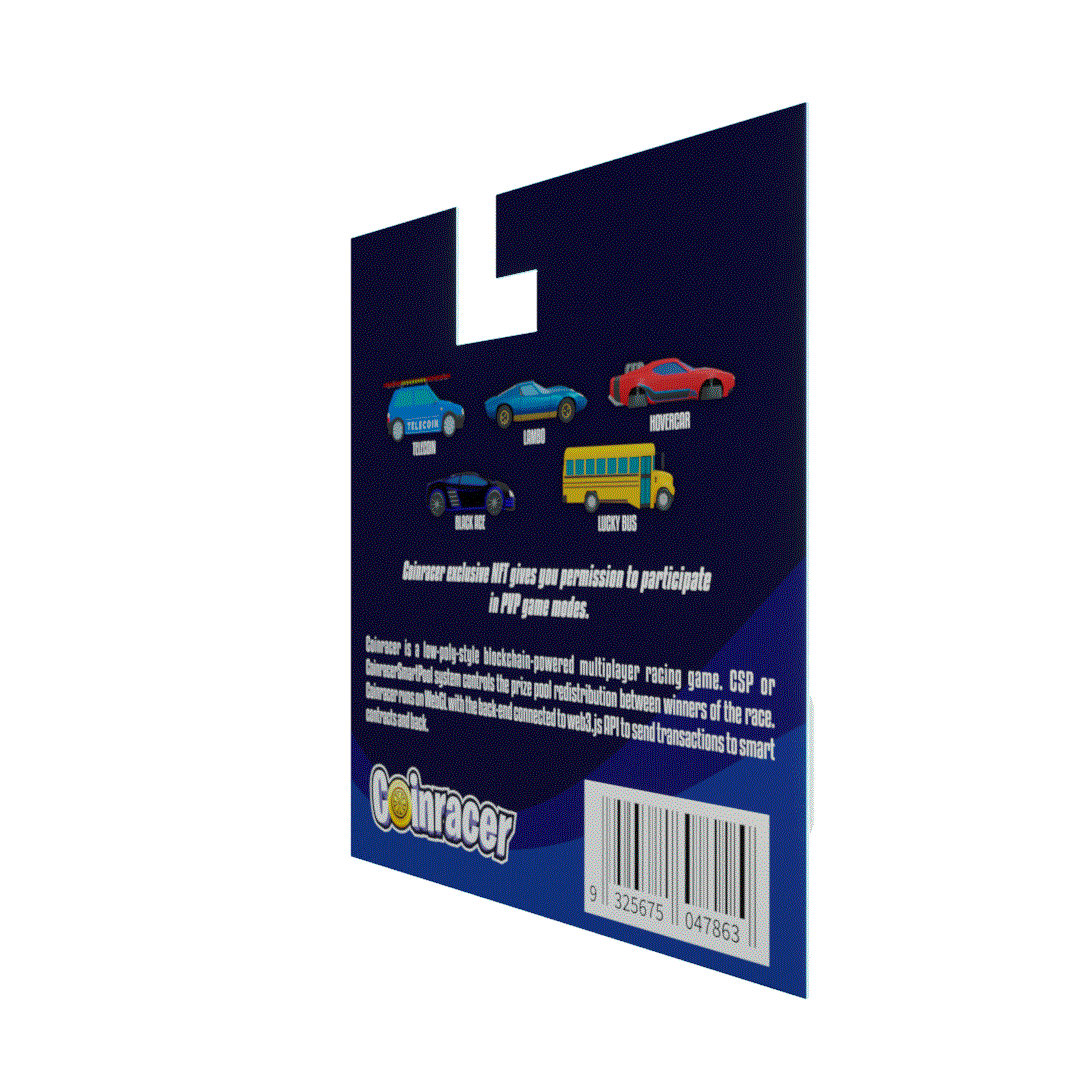 TELECOIN
TELECOIN
LAMBO
HOVERCAR
BLOCK ACE
LUCKY BUS
Coinracer exclusive NFT gives you permission to participate
in PVP game modes.
Coinracer is a low-poly-style blockchain-powered multiplayer racing game. CSP or
CoinracerSmartPool system controls the prize pool redistribution between winners of the race.
Coinracer runs on WebGL with the back-end connected to web3.js API to send transactions to smart
contracts and back.
Coinracer
9 325675 047863